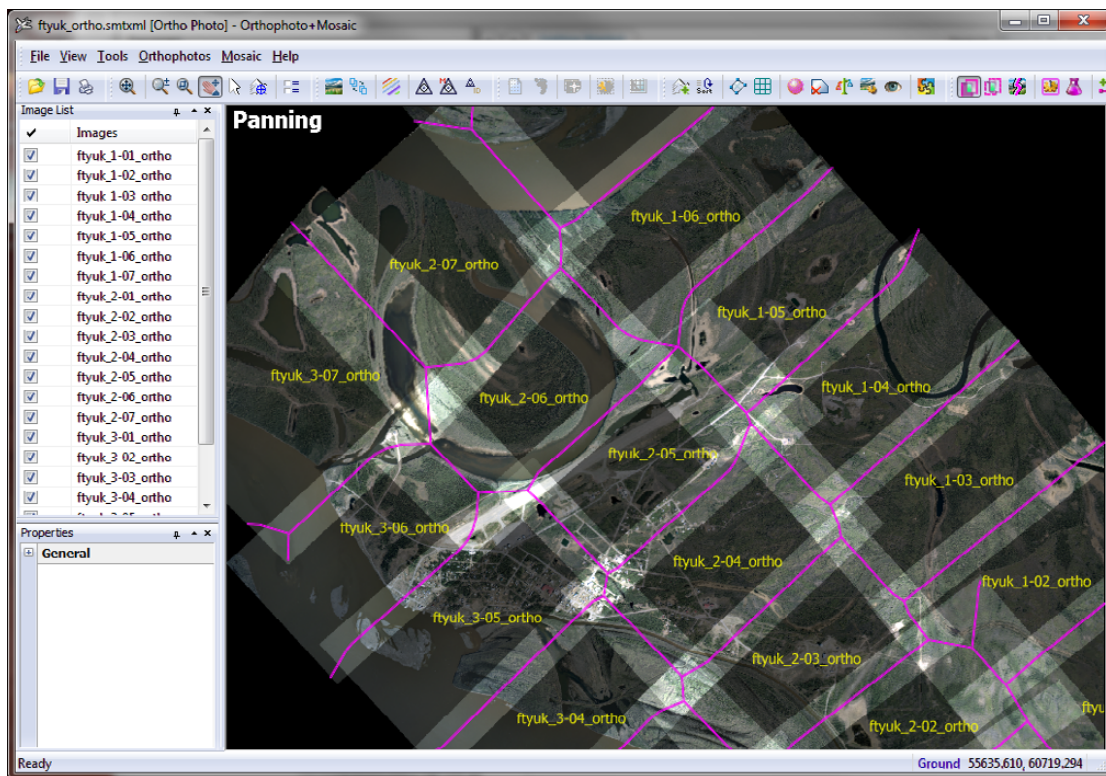 ftyuk_ortho.smtxml [Ortho Photo] - Orthophoto+Mosaic
File View Tools Orthophotos Mosaic Help
Image List
Images
ftyuk_1-01_ortho
ftyuk_1-02_ortho
ftyuk 1-03 ortho
ftyuk_1-04_ortho
ftyuk_1-05_ortho
ftyuk_1-06_ortho
ftyuk_1-07_ortho
ftyuk_2-01_ortho
ftyuk_2-02_ortho
ftyuk_2-03_ortho
ftyuk_2-04_ortho
ftyuk_2-05_ortho
ftyuk_2-06_ortho
ftyuk_2-07_ortho
ftyuk_3-01_ortho
ftyuk_3 02_ortho
ftyuk_3-03_ortho
ftyuk_3-04_ortho
Properties
General
Panning
ftyuk_1-06_ortho
ftyuk_2-07_ortho
ftyuk_1-05_ortho
ftyuk_3-07_ortho
ftyuk_1-04_ortho
ftyuk_2-06_ortho
ftyuk_2-05_ortho
ftyuk_1-03_ortho
ftyuk_3-06_ortho
ftyuk_2-04_ortho
ftyuk_1-02_ortho
ftyuk_3-05_ortho
ftyuk_2-03_ortho
ftyuk_3-04_ortho
ftyuk_2-02_ortho
Ready
Ground 55635.610, 60719.294